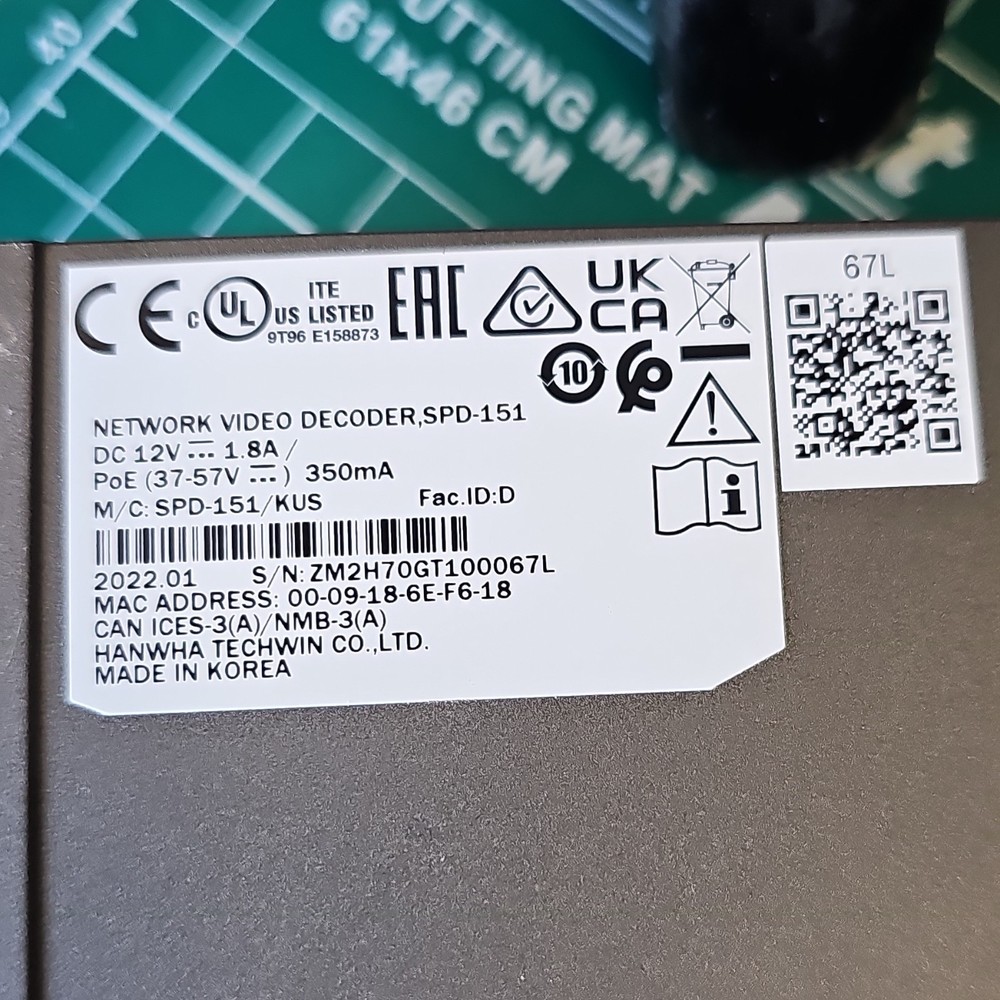 40
CUTTING MAT
61x46 CM
CE
c UL US ITE LISTED
9T96 E158873
EAC
UK
CA
10
67L
NETWORK VIDEO DECODER,SPD-151
DC 12V ⎓ 1.8A /
PoE (37-57V ⎓ ) 350mA
M/C: SPD-151/KUS Fac.ID:D
2022.01 S/N: ZM2H70GT100067L
MAC ADDRESS: 00-09-18-6E-F6-18
CAN ICES-3(A)/NMB-3(A)
HANWHA TECHWIN CO.,LTD.
MADE IN KOREA
i